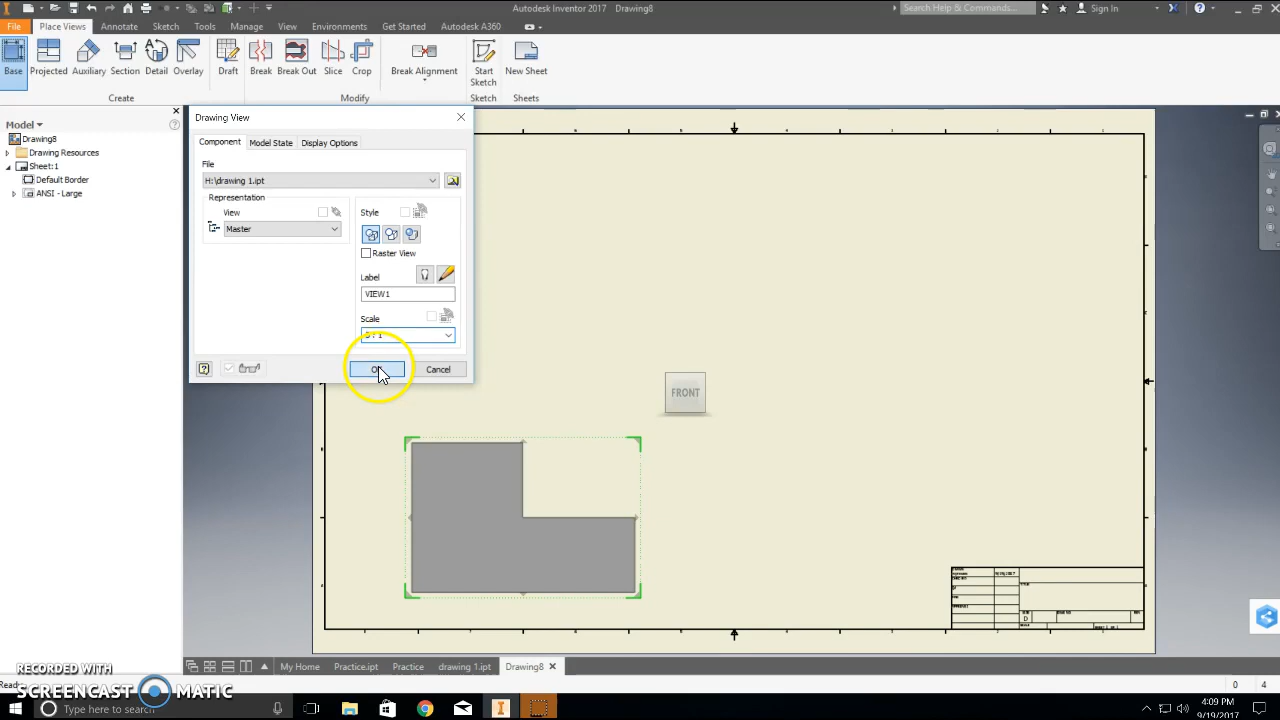 Autodesk Inventor 2017   Drawing8
Search Help & Commands...
Sign In
File Place Views Annotate Sketch Tools Manage View Environments Get Started Autodesk A360
Base Projected Auxiliary Section Detail Overlay Draft Break Break Out Slice Crop Break Alignment Start Sketch New Sheet
Create Modify Sketch Sheets
Model
Drawing8
Drawing Resources
Sheet:1
Default Border
ANSI - Large
Drawing View
Component Model State Display Options
File
H:\drawing 1.ipt
Representation
View
Master
Style
Raster View
Label
VIEW1
Scale
Cancel
FRONT
My Home Practice.ipt Practice drawing 1.ipt Drawing8
RECORDED WITH
SCREENCAST MATIC
0 4
Type here to search
4:09 PM
9/19/2017